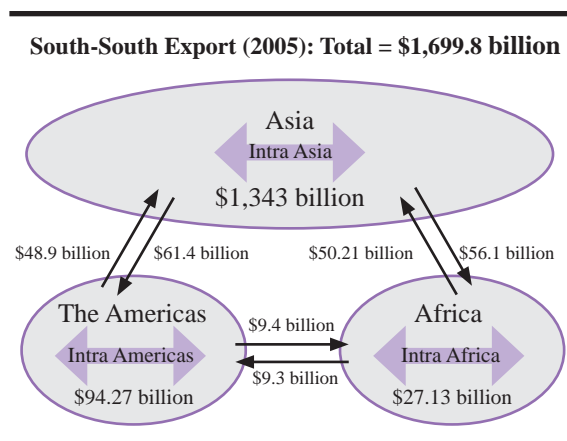 South-South Export (2005): Total = $1,699.8 billion
Asia
Intra Asia
$1,343 billion
$48.9 billion
$61.4 billion
$50.21 billion
$56.1 billion
The Americas
Intra Americas
$94.27 billion
$9.4 billion
$9.3 billion
Africa
Intra Africa
$27.13 billion